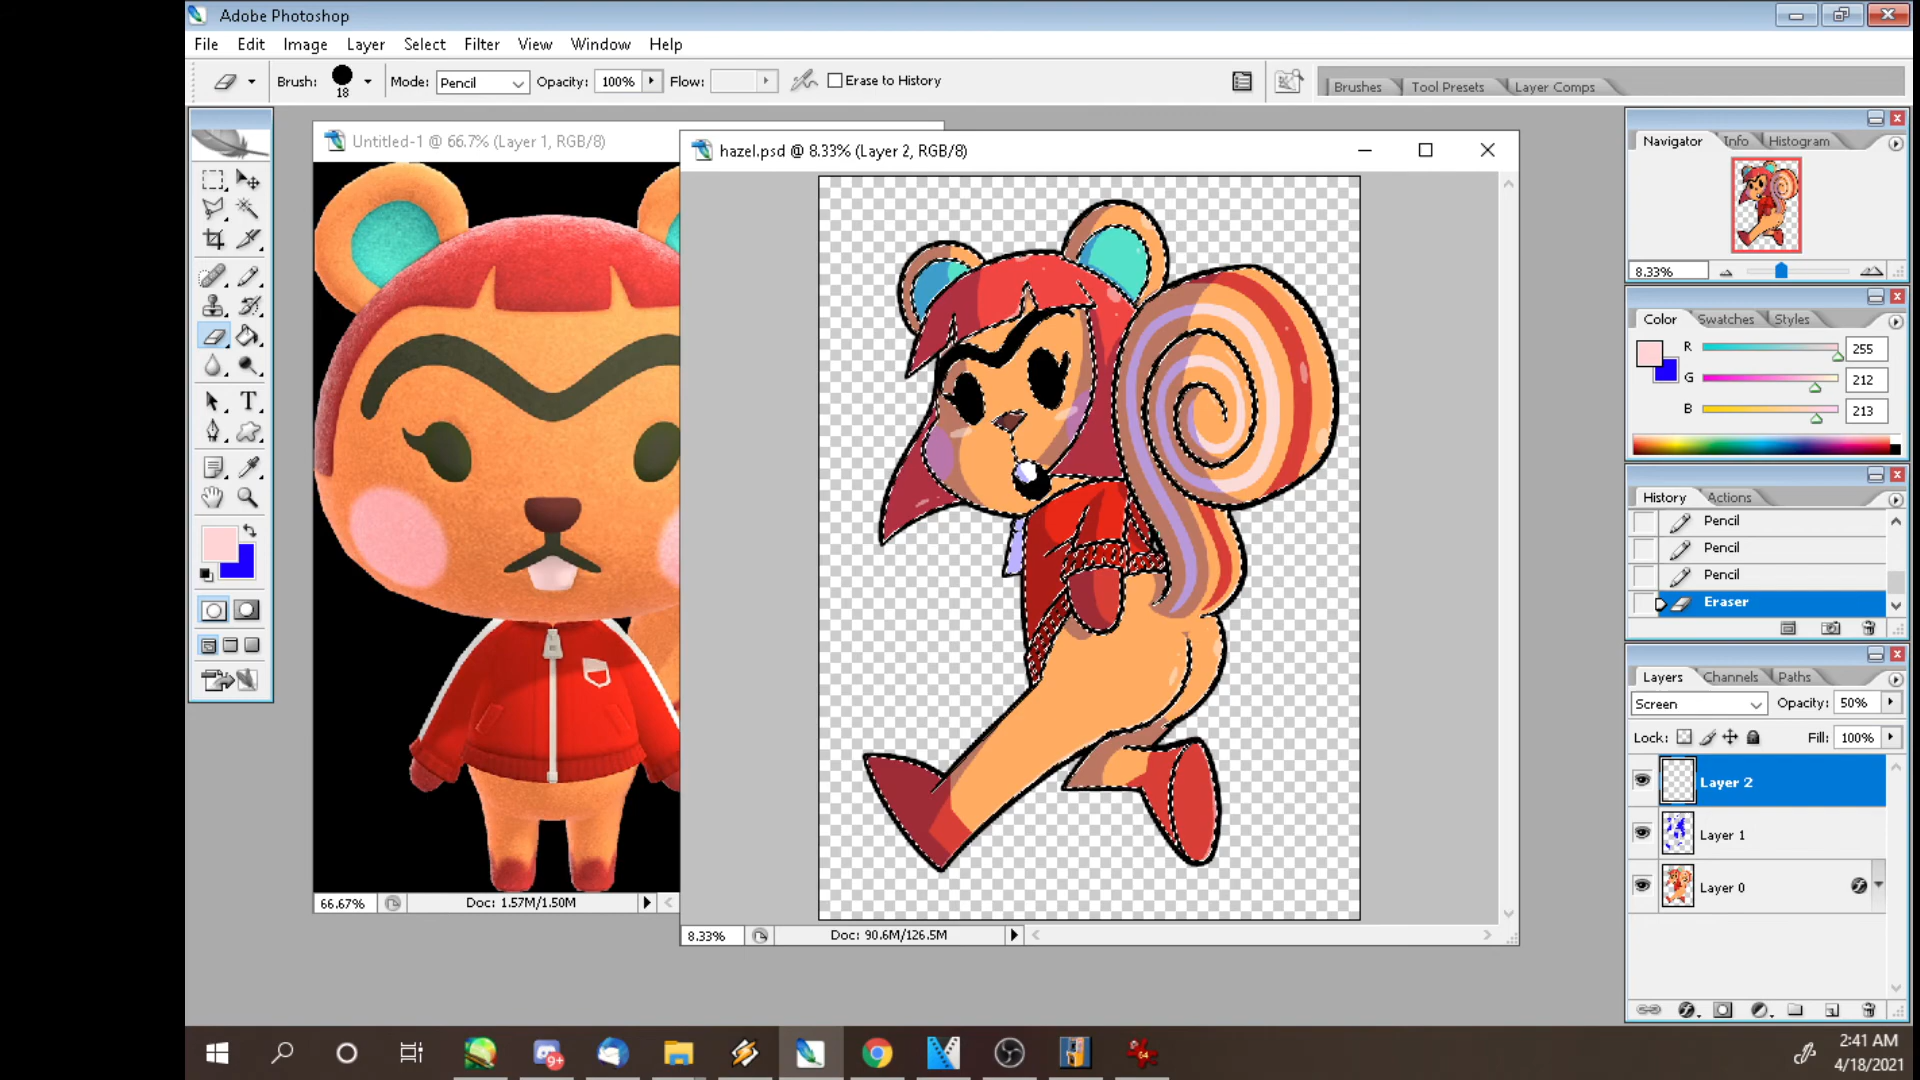 Adobe Photoshop
File Edit Image Layer Select Filter View Window Help
Brush: 18 Mode: Pencil Opacity: 100% Flow: Erase to History
Brushes Tool Presets Layer Comps
Untitled-1 @ 66.7% (Layer 1, RGB/8)
hazel.psd @ 8.33% (Layer 2, RGB/8)
Navigator Info Histogram
8.33%
Color Swatches Styles
R 255
G 212
B 213
History Actions
Pencil
Pencil
Pencil
Eraser
Layers Channels Paths
Screen Opacity: 50%
Lock: Fill: 100%
Layer 2
Layer 1
Layer 0
66.67% Doc: 1.57M/1.50M
8.33% Doc: 90.6M/126.5M
9+
64
2:41 AM
4/18/2021